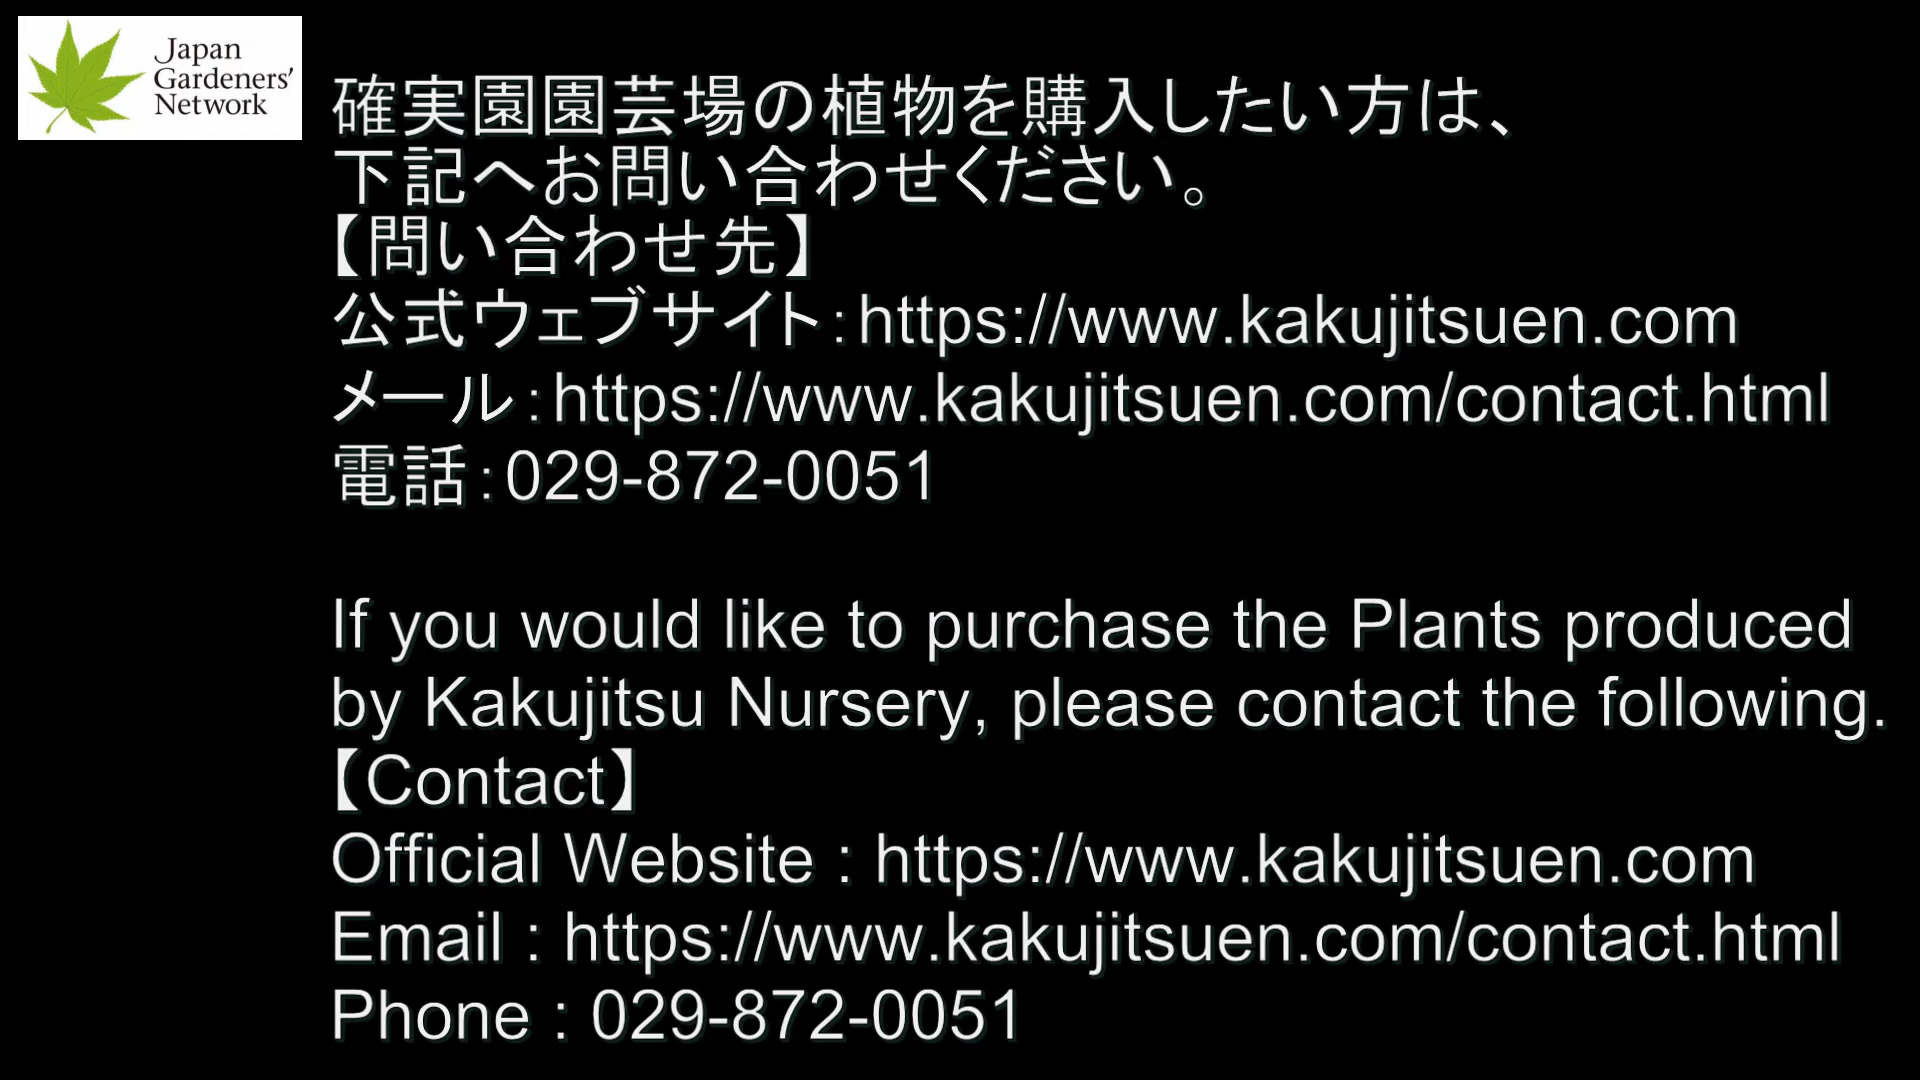 Japan
Gardeners'
Network
確実園園芸場の植物を購入したい方は、
下記へお問い合わせください。
【問い合わせ先】
公式ウェブサイト：https://www.kakujitsuen.com
メール：https://www.kakujitsuen.com/contact.html
電話：029-872-0051
If you would like to purchase the Plants produced
by Kakujitsu Nursery, please contact the following.
【Contact】
Official Website : https://www.kakujitsuen.com
Email : https://www.kakujitsuen.com/contact.html
Phone : 029-872-0051